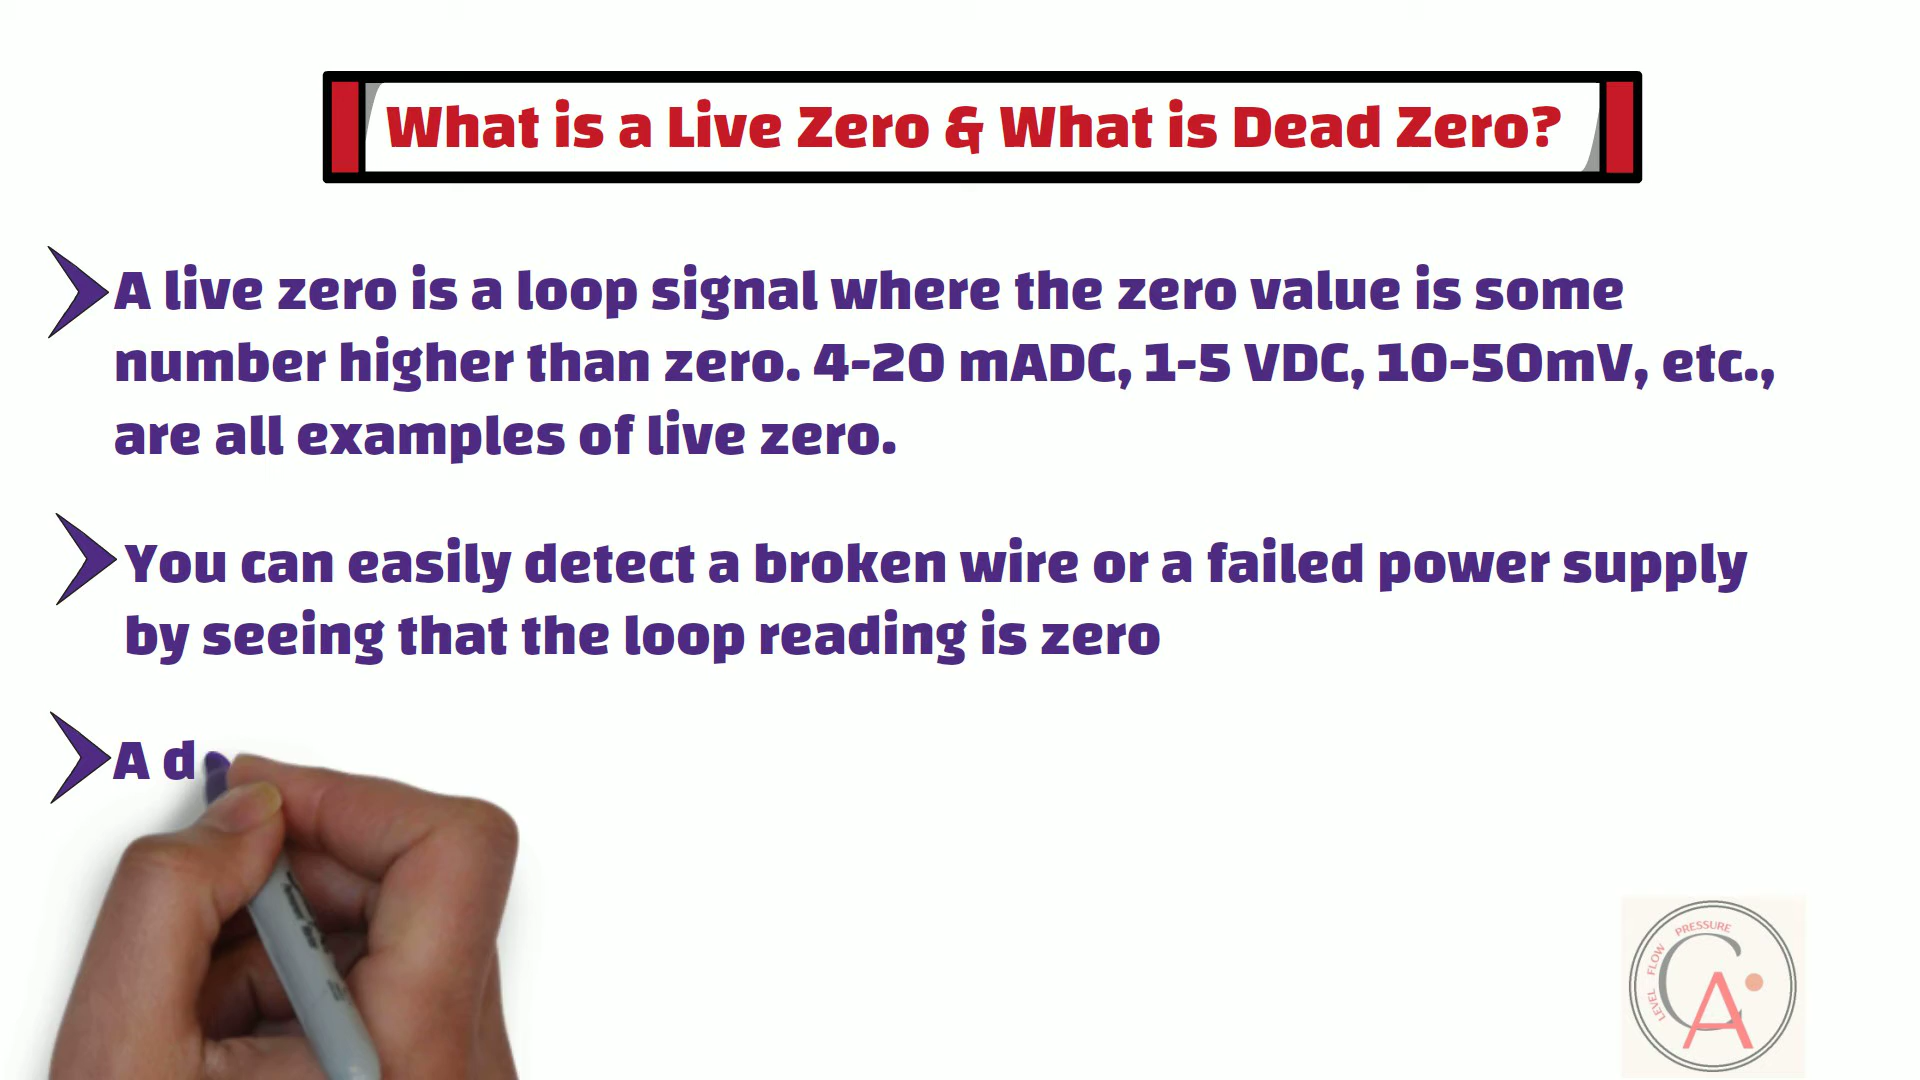 What is a Live Zero & What is Dead Zero?
A live zero is a loop signal where the zero value is some
number higher than zero. 4-20 mADC, 1-5 VDC, 10-50mV, etc.,
are all examples of live zero.
You can easily detect a broken wire or a failed power supply
by seeing that the loop reading is zero
A d
LEVEL FLOW PRESSURE
CA